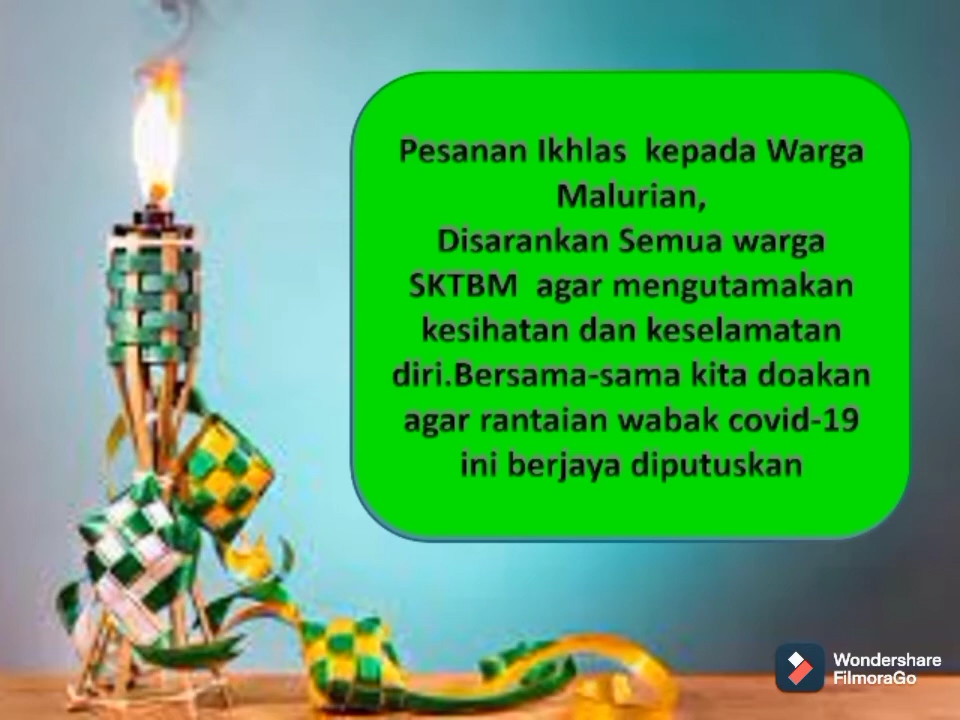 Pesanan Ikhlas  kepada Warga
Malurian,
Disarankan Semua warga
SKTBM  agar mengutamakan
kesihatan dan keselamatan
diri.Bersama-sama kita doakan
agar rantaian wabak covid-19
ini berjaya diputuskan
Wondershare
FilmoraGo